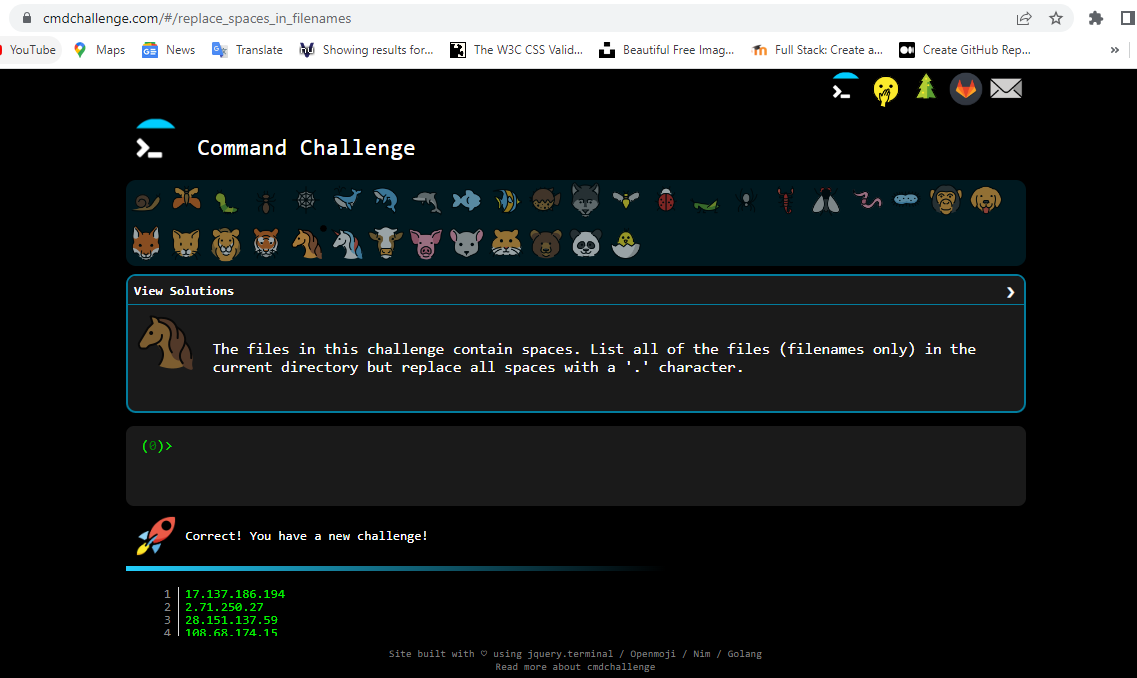 cmdchallenge.com/#/replace_spaces_in_filenames
YouTube Maps News Translate Showing results for... The W3C CSS Valid... Beautiful Free Imag... Full Stack: Create a... Create GitHub Rep... »
Command Challenge
View Solutions ❯
The files in this challenge contain spaces. List all of the files (filenames only) in the
current directory but replace all spaces with a '.' character.
(0)>
Correct! You have a new challenge!
1 17.137.186.194
2 2.71.250.27
3 28.151.137.59
4 108.68.174.15
Site built with ♡ using jquery.terminal / Openmoji / Nim / Golang
Read more about cmdchallenge